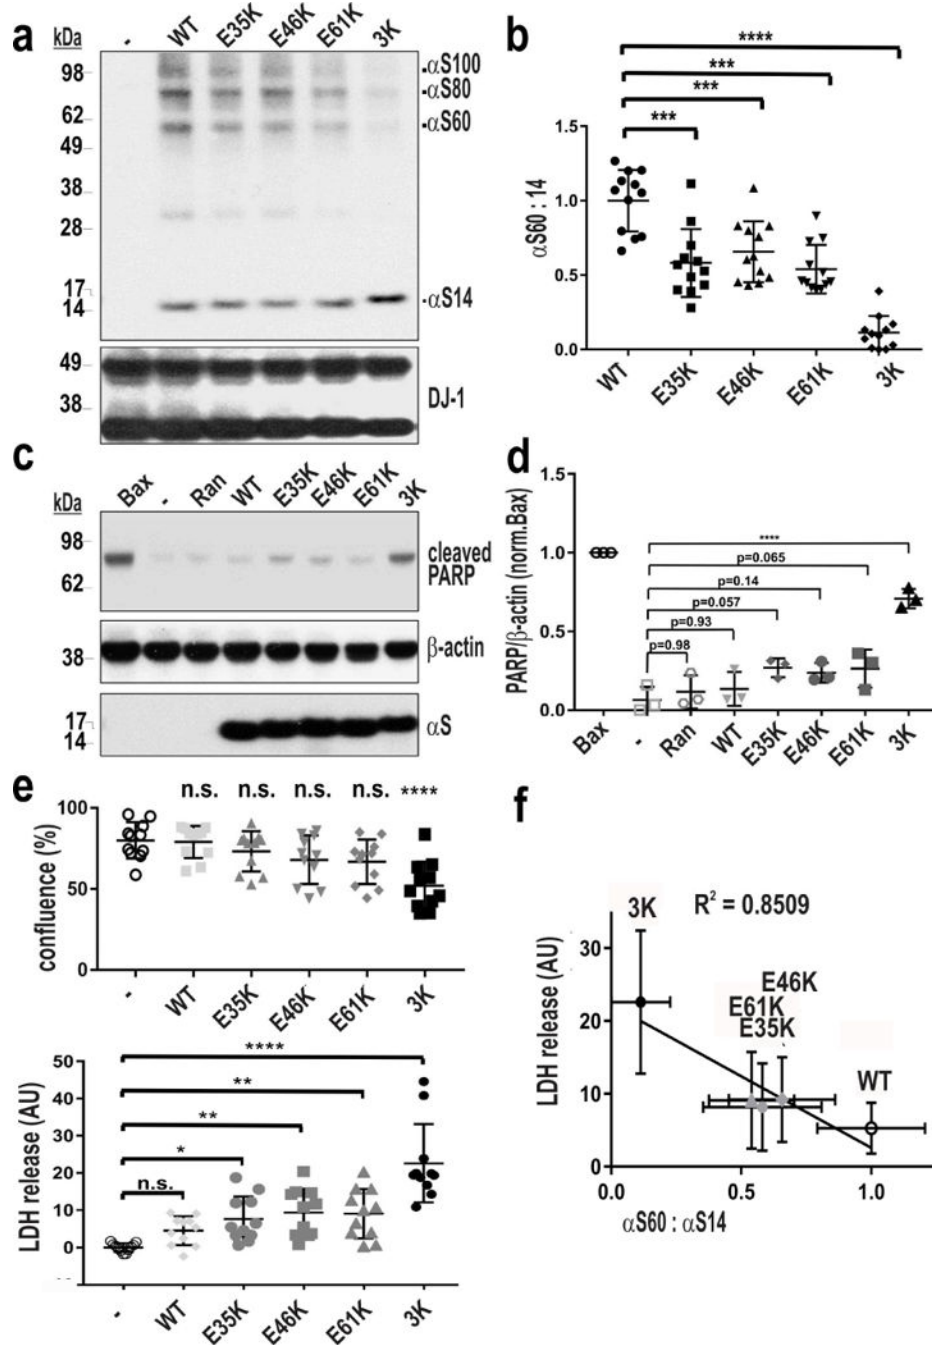 a
kDa
-
WT
E35K
E46K
E61K
3K
98
62
49
38
28
17
14
αS100
αS80
αS60
αS14
49
38
DJ-1
b
****
***
***
***
αS60 : 14
1.5
1.0
0.5
0.0
WT
E35K
E46K
E61K
3K
c
kDa
Bax
-
Ran
WT
E35K
E46K
E61K
3K
98
62
cleaved
PARP
38
β-actin
17
14
αS
d
PARP/β-actin (norm.Bax)
1.5
1.0
0.5
0.0
****
p=0.065
p=0.14
p=0.057
p=0.93
p=0.98
Bax
-
Ran
WT
E35K
E46K
E61K
3K
e
n.s.
n.s.
n.s.
n.s.
****
confluence (%)
100
50
0
-
WT
E35K
E46K
E61K
3K
LDH release (AU)
50
40
30
20
10
0
****
**
**
*
n.s.
-
WT
E35K
E46K
E61K
3K
f
R² = 0.8509
3K
E46K
E61K
E35K
WT
LDH release (AU)
30
20
10
0
0.0
0.5
1.0
αS60 : αS14